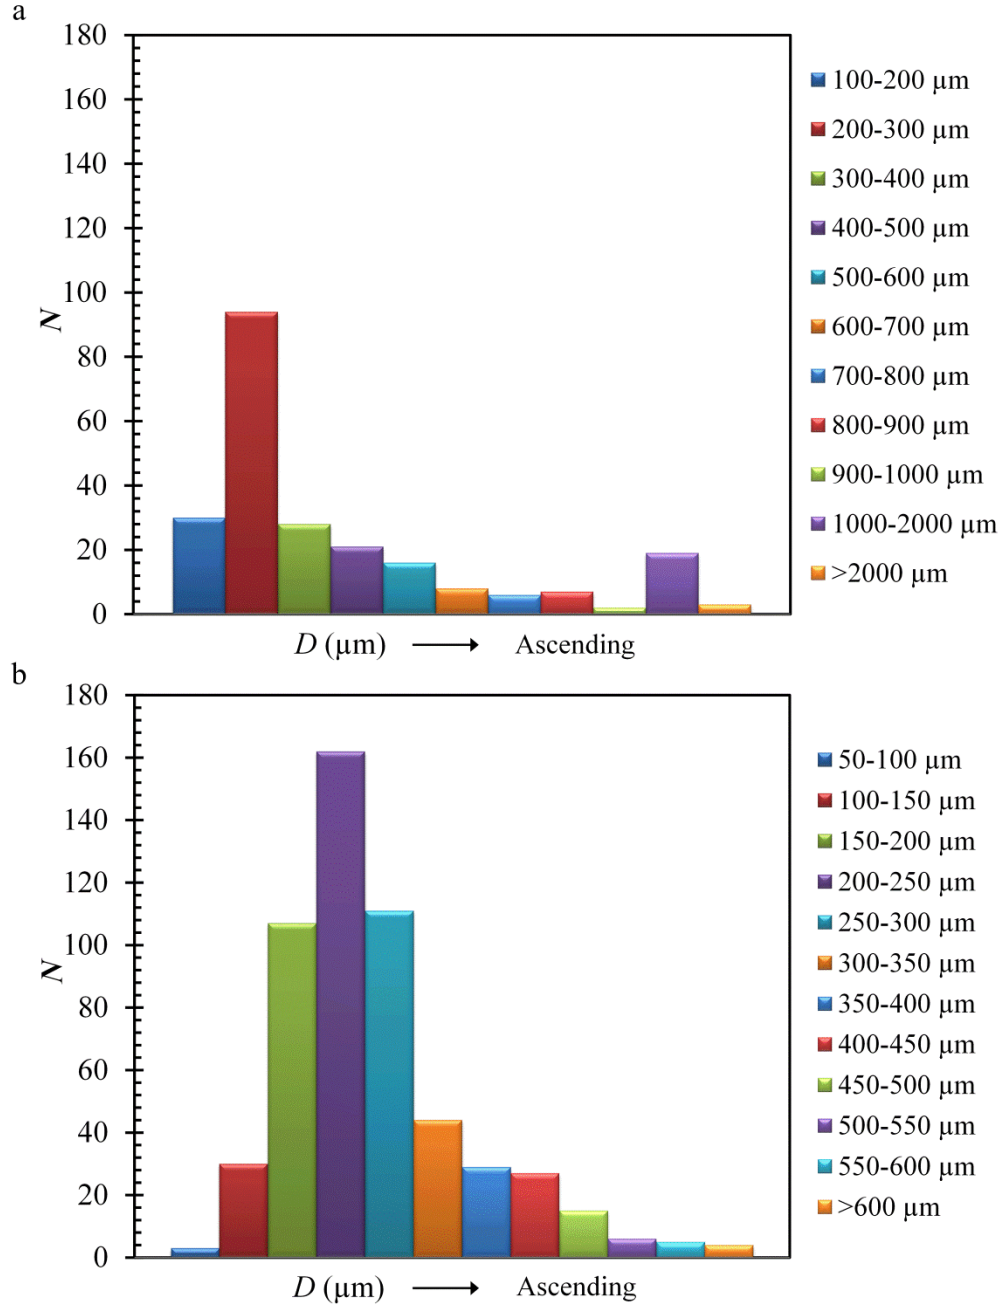 a
180
160
140
120
100
80
60
40
20
0
N
D (µm) → Ascending
100-200 µm
200-300 µm
300-400 µm
400-500 µm
500-600 µm
600-700 µm
700-800 µm
800-900 µm
900-1000 µm
1000-2000 µm
>2000 µm
b
180
160
140
120
100
80
60
40
20
0
N
D (µm) → Ascending
50-100 µm
100-150 µm
150-200 µm
200-250 µm
250-300 µm
300-350 µm
350-400 µm
400-450 µm
450-500 µm
500-550 µm
550-600 µm
>600 µm